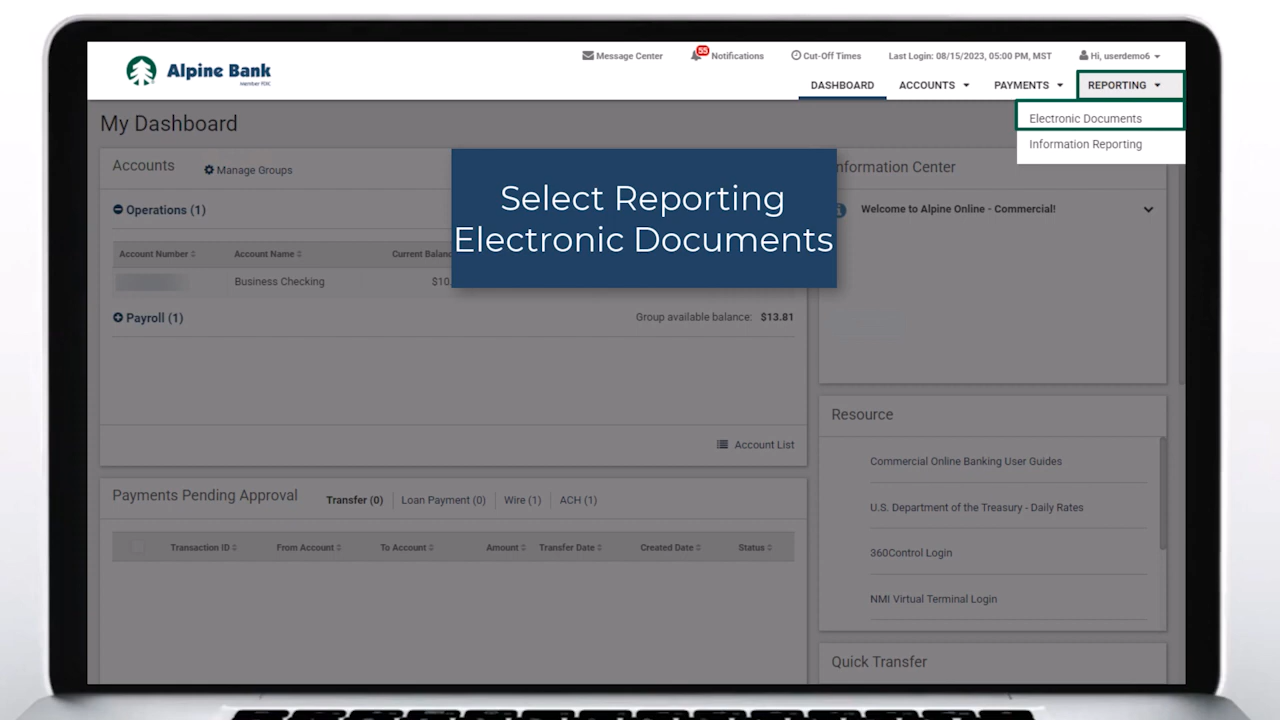 Message Center
55
Notifications
Cut-Off Times
Last Login: 08/15/2023, 05:00 PM, MST
Hi, userdemo6
Alpine Bank
member FDIC
DASHBOARD
ACCOUNTS
PAYMENTS
REPORTING
Electronic Documents
Information Reporting
My Dashboard
Accounts
Manage Groups
Select Reporting
Electronic Documents
Operations (1)
Account Number
Account Name
Current
Business Checking
$10
Payroll (1)
Group available balance: $13.81
Account List
Information Center
Welcome to Alpine Online - Commercial!
Payments Pending Approval
Transfer (0)
Loan Payment (0)
Wire (1)
ACH (1)
Transaction ID
From Account
To Account
Amount
Transfer Date
Created Date
Status
Resource
Commercial Online Banking User Guides
U.S. Department of the Treasury - Daily Rates
360Control Login
NMI Virtual Terminal Login
Quick Transfer